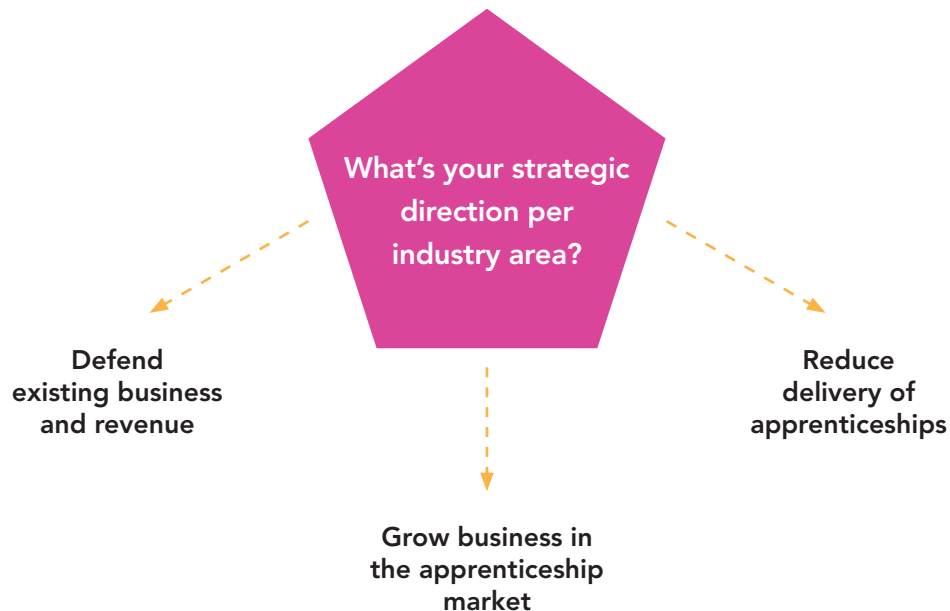 What’s your strategic
direction per
industry area?
Defend
existing business
and revenue
Reduce
delivery of
apprenticeships
Grow business in
the apprenticeship
market